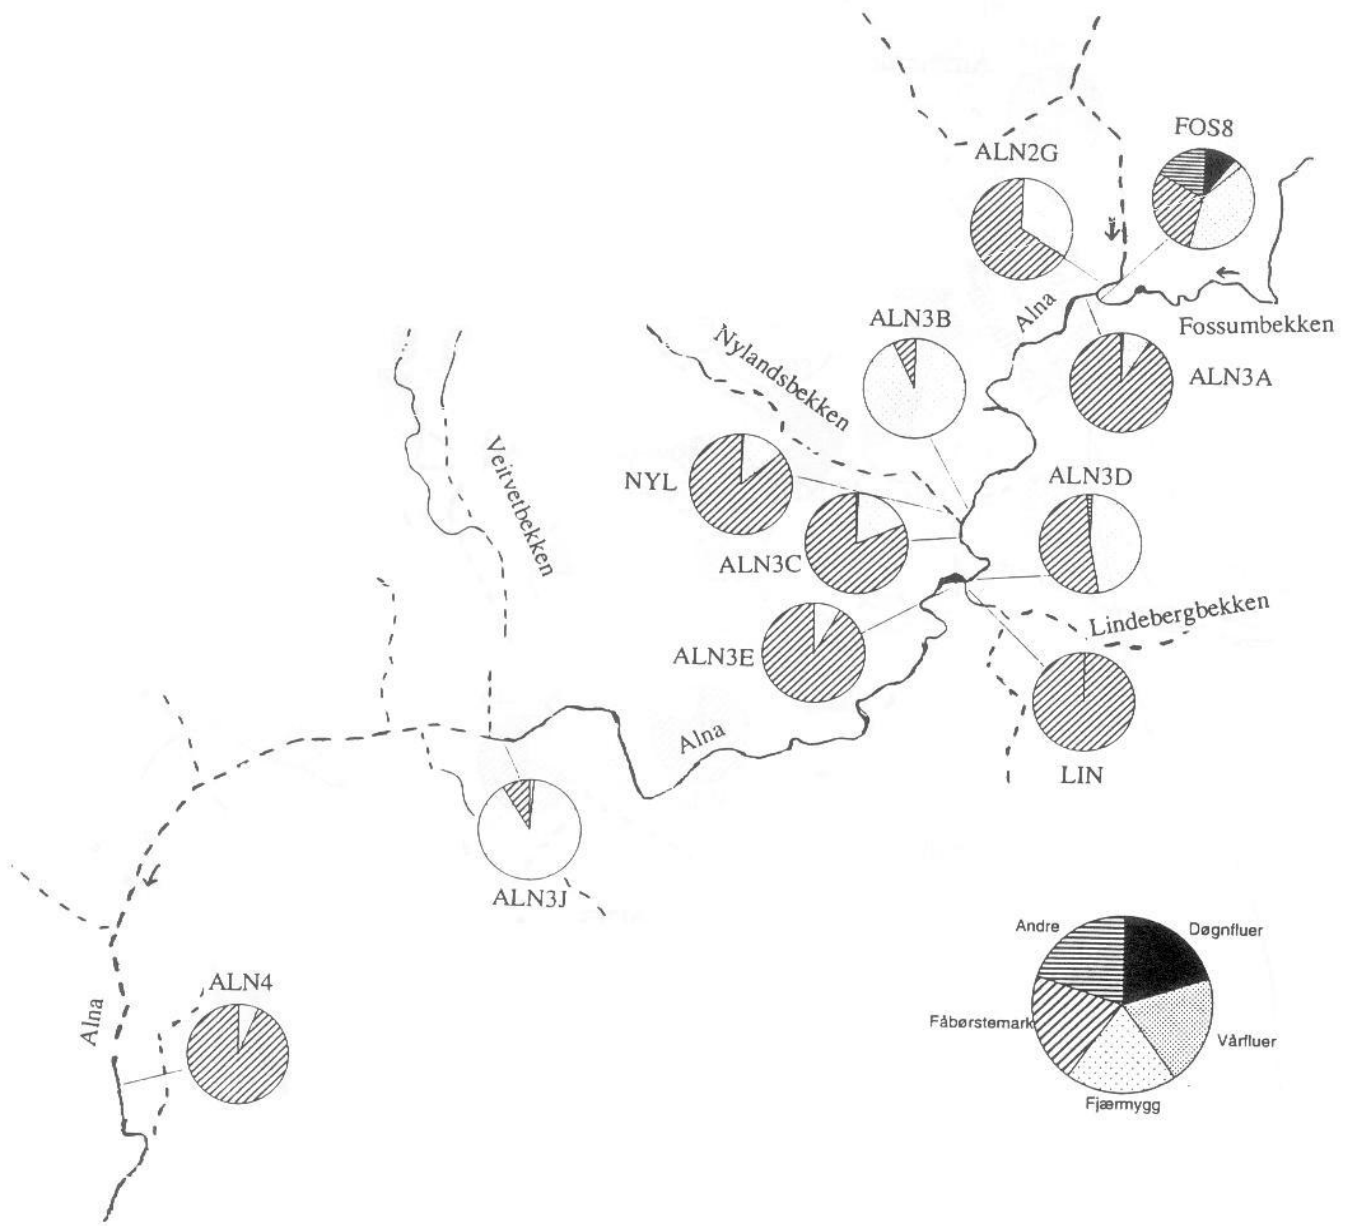 FOS8
ALN2G
Alna
Fossumbekken
ALN3B
Nylandsbekken
ALN3A
Veitvetbekken
NYL
ALN3D
ALN3C
Lindebergbekken
ALN3E
Alna
LIN
ALN3J
Andre
Døgnfluer
ALN4
Alna
Fåbørstemark
Vårfluer
Fjærmygg